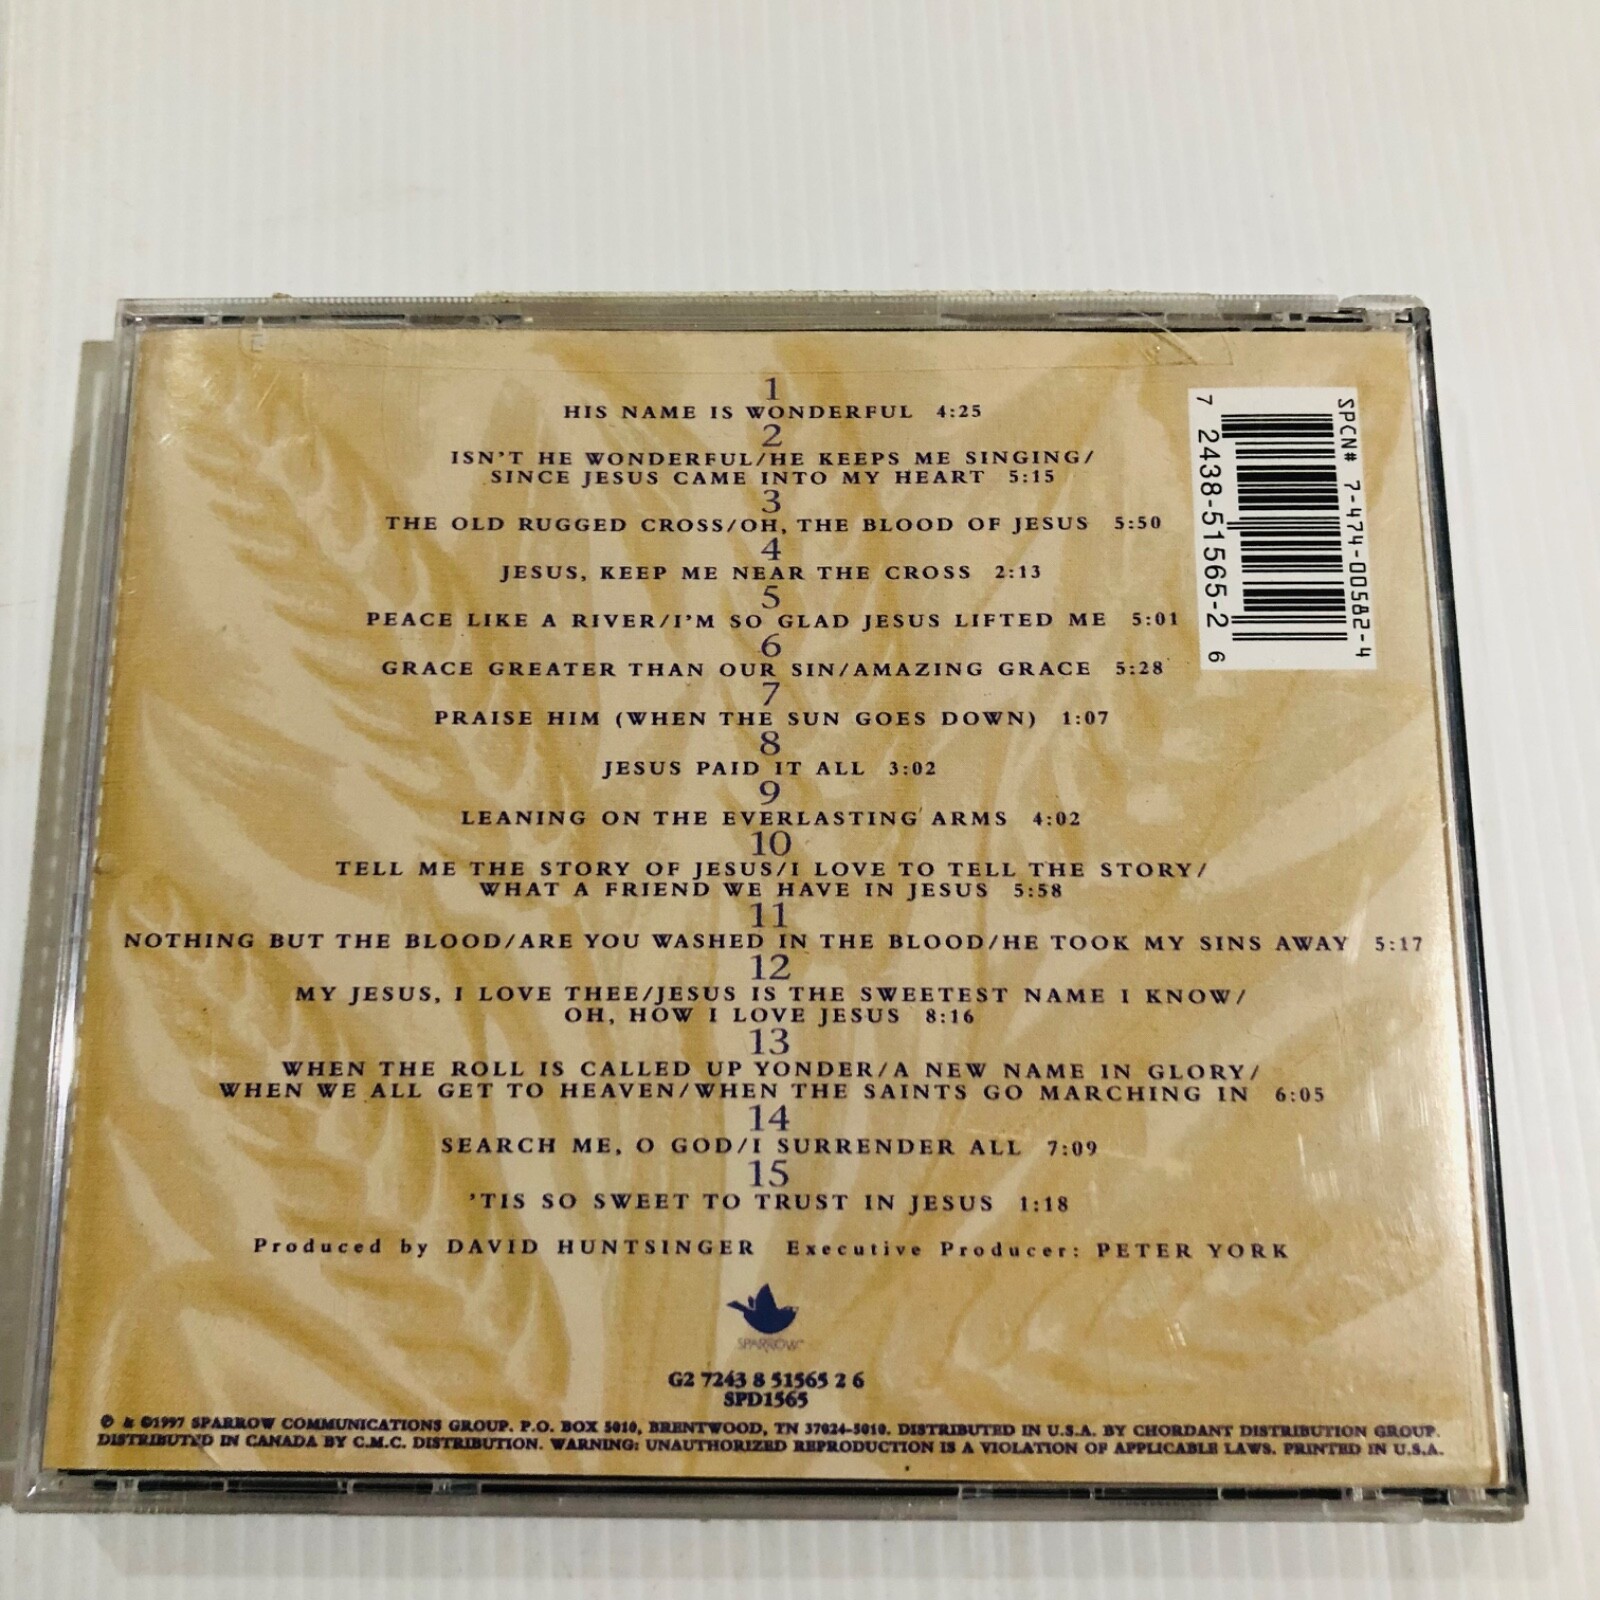 1
HIS NAME IS WONDERFUL 4:25
2
ISN'T HE WONDERFUL/HE KEEPS ME SINGING/
SINCE JESUS CAME INTO MY HEART 5:15
3
THE OLD RUGGED CROSS/OH, THE BLOOD OF JESUS 5:50
4
JESUS, KEEP ME NEAR THE CROSS 2:13
5
PEACE LIKE A RIVER/I'M SO GLAD JESUS LIFTED ME 5:01
6
GRACE GREATER THAN OUR SIN/AMAZING GRACE 5:28
7
PRAISE HIM (WHEN THE SUN GOES DOWN) 1:07
8
JESUS PAID IT ALL 3:02
9
LEANING ON THE EVERLASTING ARMS 4:02
10
TELL ME THE STORY OF JESUS/I LOVE TO TELL THE STORY/
WHAT A FRIEND WE HAVE IN JESUS 5:58
11
NOTHING BUT THE BLOOD/ARE YOU WASHED IN THE BLOOD/HE TOOK MY SINS AWAY 5:17
12
MY JESUS, I LOVE THEE/JESUS IS THE SWEETEST NAME I KNOW/
OH, HOW I LOVE JESUS 8:16
13
WHEN THE ROLL IS CALLED UP YONDER/A NEW NAME IN GLORY/
WHEN WE ALL GET TO HEAVEN/WHEN THE SAINTS GO MARCHING IN 6:05
14
SEARCH ME, O GOD/I SURRENDER ALL 7:09
15
'TIS SO SWEET TO TRUST IN JESUS 1:18
Produced by DAVID HUNTSINGER Executive Producer: PETER YORK
SPARROW™
G2 7243 8 51565 2 6
SPD1565
℗ & ©1997 SPARROW COMMUNICATIONS GROUP. P.O. BOX 5010, BRENTWOOD, TN 37024-5010. DISTRIBUTED IN U.S.A. BY CHORDANT DISTRIBUTION GROUP.
DISTRIBUTED IN CANADA BY C.M.C. DISTRIBUTION. WARNING: UNAUTHORIZED REPRODUCTION IS A VIOLATION OF APPLICABLE LAWS. PRINTED IN U.S.A.
SPCN# 7-474-00582-4
7 2438-51565-2 6